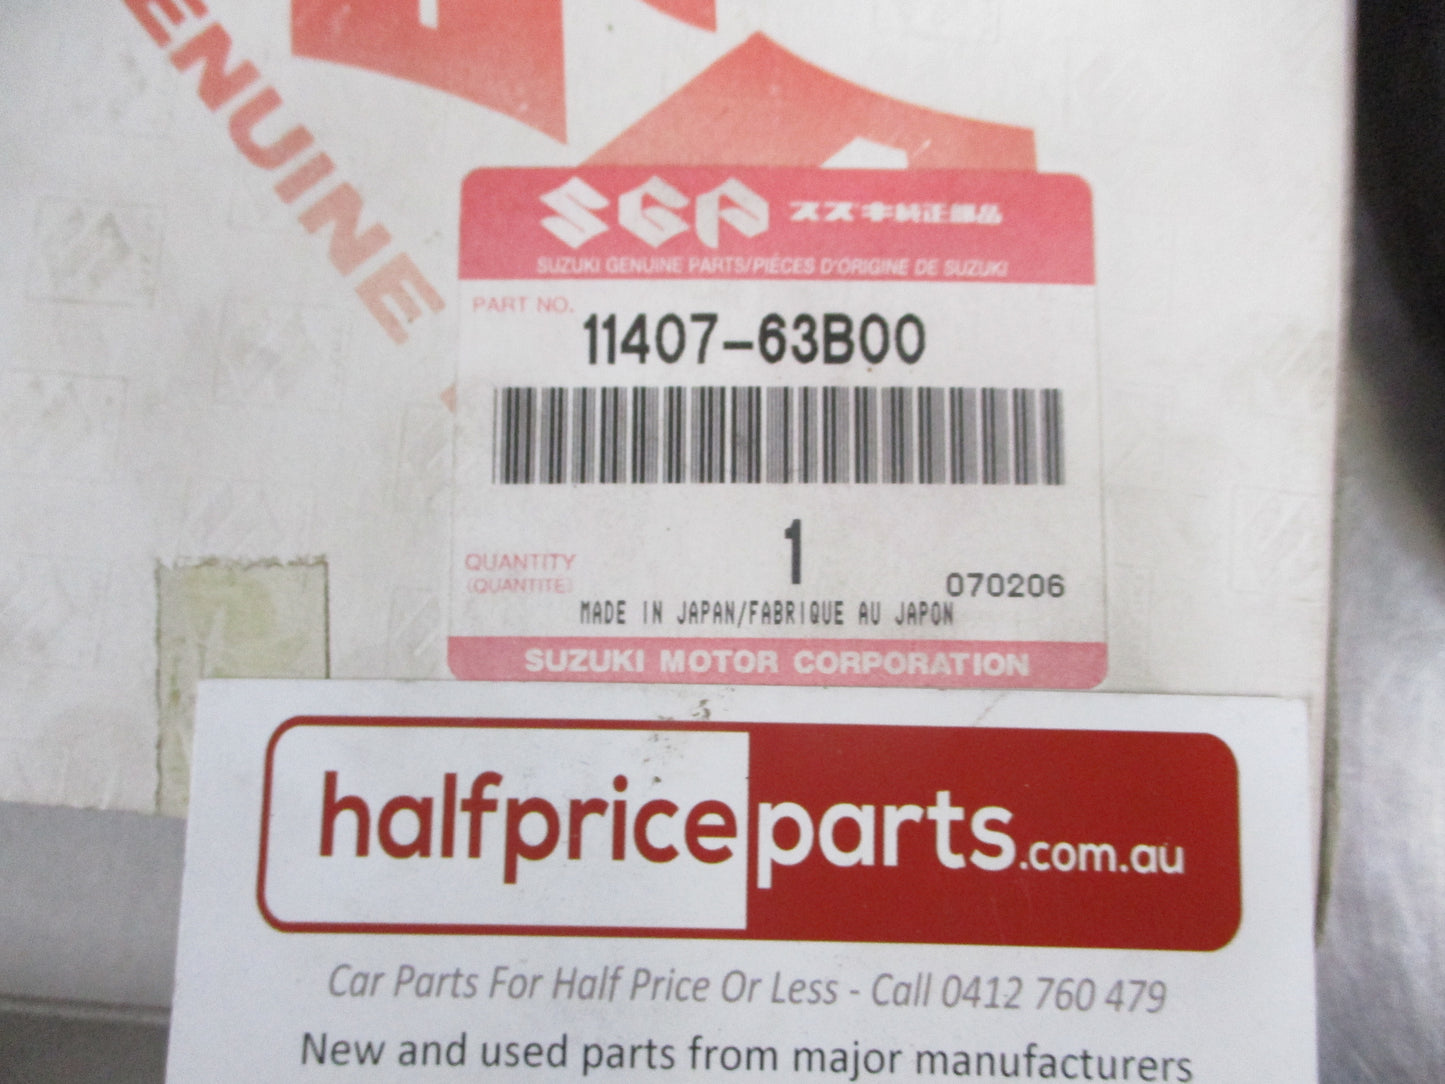 GENUINE
SGP スズキ純正部品
SUZUKI GENUINE PARTS/PIÉCES D'ORIGINE DE SUZUKI
PART NO.
11407-63B00
1
QUANTITY
(QUANTITE)
070206
MADE IN JAPAN/FABRIQUE AU JAPON
SUZUKI MOTOR CORPORATION
halfpriceparts.com.au
Car Parts For Half Price Or Less - Call 0412 760 479
New and used parts from major manufacturers